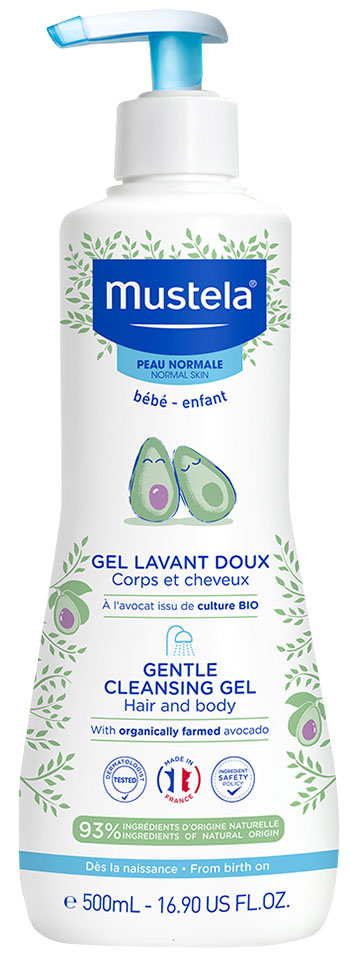 Mustela®
PEAU NORMALE
NORMAL SKIN
bébé - enfant
GEL LAVANT DOUX
Corps et cheveux
À l'avocat issu de culture BIO
GENTLE
CLEANSING GEL
Hair and body
With organically farmed avocado
DERMATOLOGIST
TESTED
MADE IN
FRANCE
INGREDIENT
SAFETY
POLICY
93% INGRÉDIENTS D'ORIGINE NATURELLE
INGREDIENTS OF NATURAL ORIGIN
Dès la naissance • From birth on
e 500mL - 16.90 US FL.OZ.